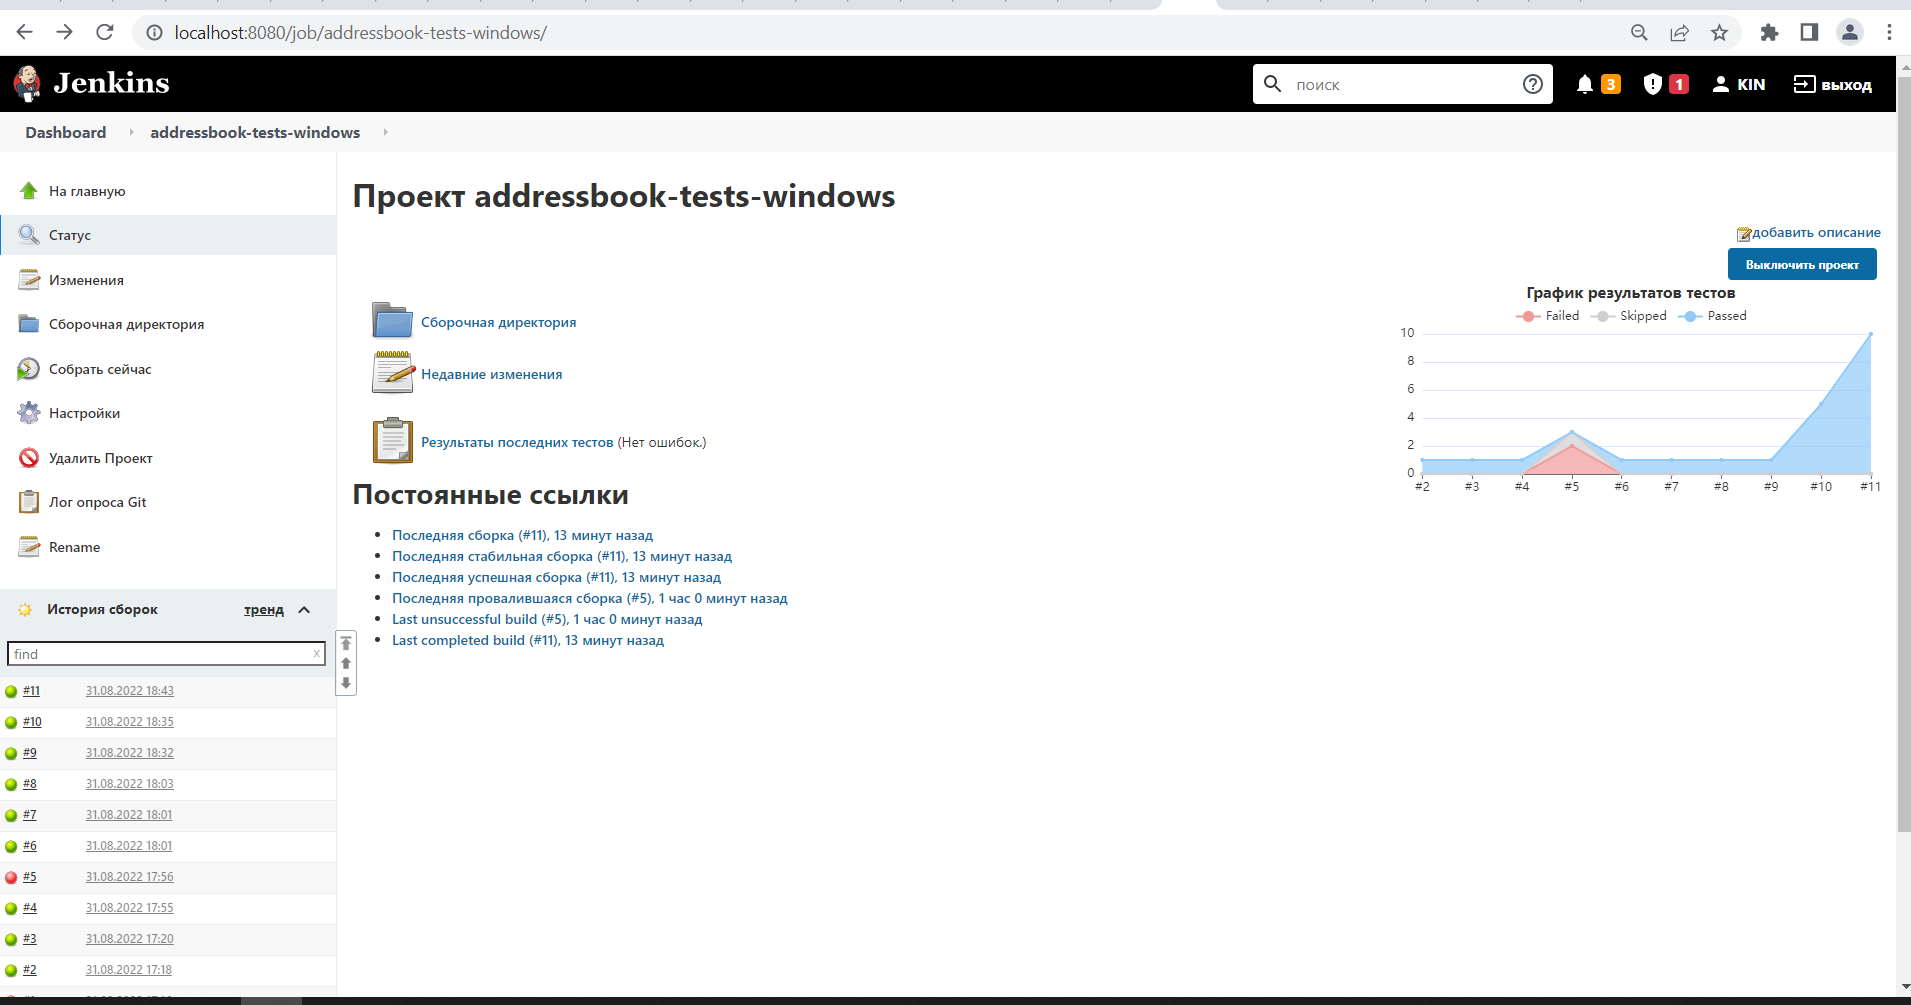 localhost:8080/job/addressbook-tests-windows/
Jenkins
поиск
3
1
KIN
выход
Dashboard
addressbook-tests-windows
На главную
Статус
Изменения
Сборочная директория
Собрать сейчас
Настройки
Удалить Проект
Лог опроса Git
Rename
История сборок
тренд
find
x
#11 31.08.2022 18:43
#10 31.08.2022 18:35
#9 31.08.2022 18:32
#8 31.08.2022 18:03
#7 31.08.2022 18:01
#6 31.08.2022 18:01
#5 31.08.2022 17:56
#4 31.08.2022 17:55
#3 31.08.2022 17:20
#2 31.08.2022 17:18
Проект addressbook-tests-windows
добавить описание
Выключить проект
Сборочная директория
Недавние изменения
Результаты последних тестов (Нет ошибок.)
Постоянные ссылки
Последняя сборка (#11), 13 минут назад
Последняя стабильная сборка (#11), 13 минут назад
Последняя успешная сборка (#11), 13 минут назад
Последняя провалившаяся сборка (#5), 1 час 0 минут назад
Last unsuccessful build (#5), 1 час 0 минут назад
Last completed build (#11), 13 минут назад
График результатов тестов
Failed Skipped Passed
10
8
6
4
2
0
#2 #3 #4 #5 #6 #7 #8 #9 #10 #11